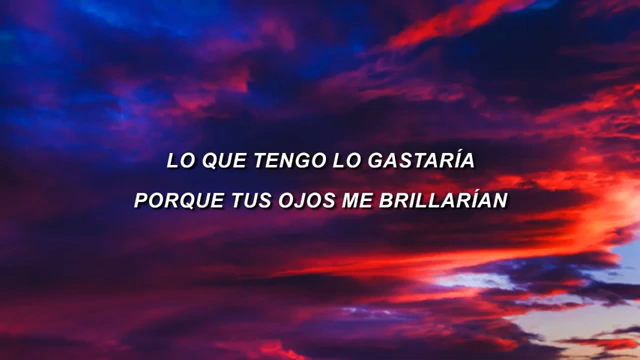 LO QUE TENGO LO GASTARÍA
PORQUE TUS OJOS ME BRILLARÍAN